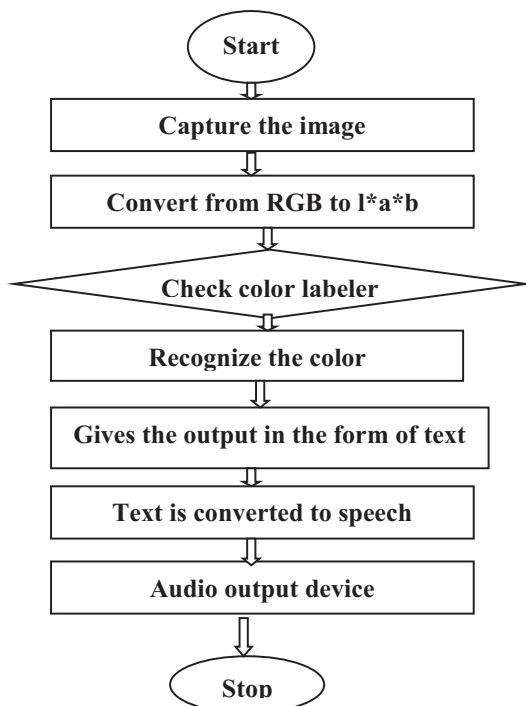 Start
Capture the image
Convert from RGB to l*a*b
Check color labeler
Recognize the color
Gives the output in the form of text
Text is converted to speech
Audio output device
Stop